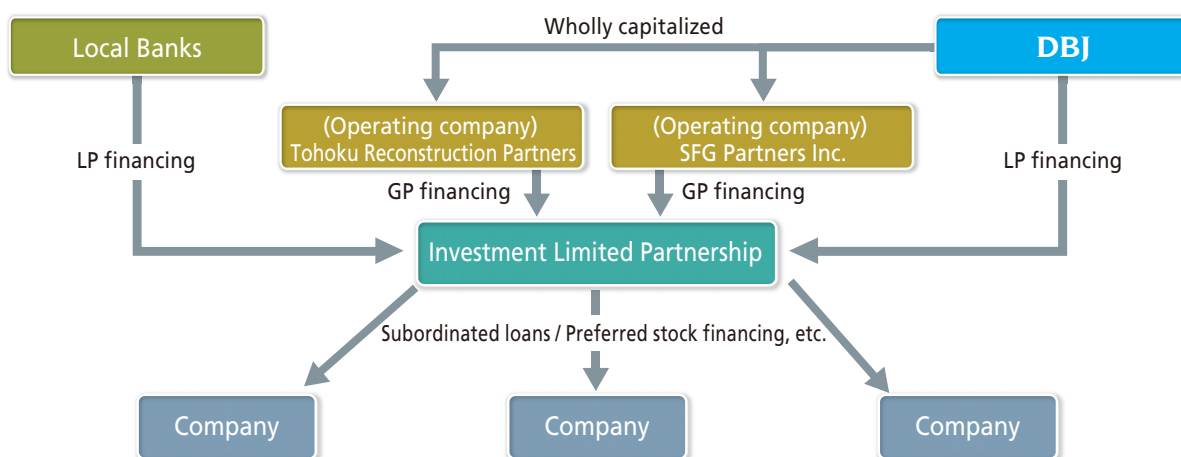 Wholly capitalized
Local Banks
DBJ
(Operating company)
Tohoku Reconstruction Partners
(Operating company)
SFG Partners Inc.
LP financing
LP financing
GP financing
GP financing
Investment Limited Partnership
Subordinated loans / Preferred stock financing, etc.
Company
Company
Company